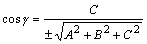 cos γ = C / ±√(A² + B² + C²)